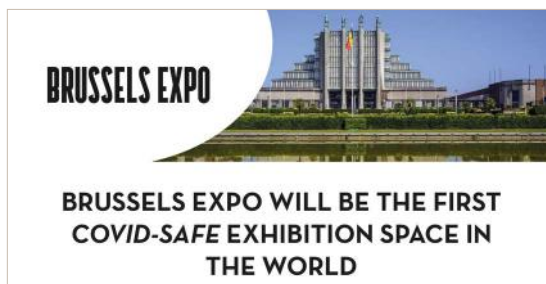 BRUSSELS EXPO
BRUSSELS EXPO WILL BE THE FIRST
COVID-SAFE EXHIBITION SPACE IN
THE WORLD